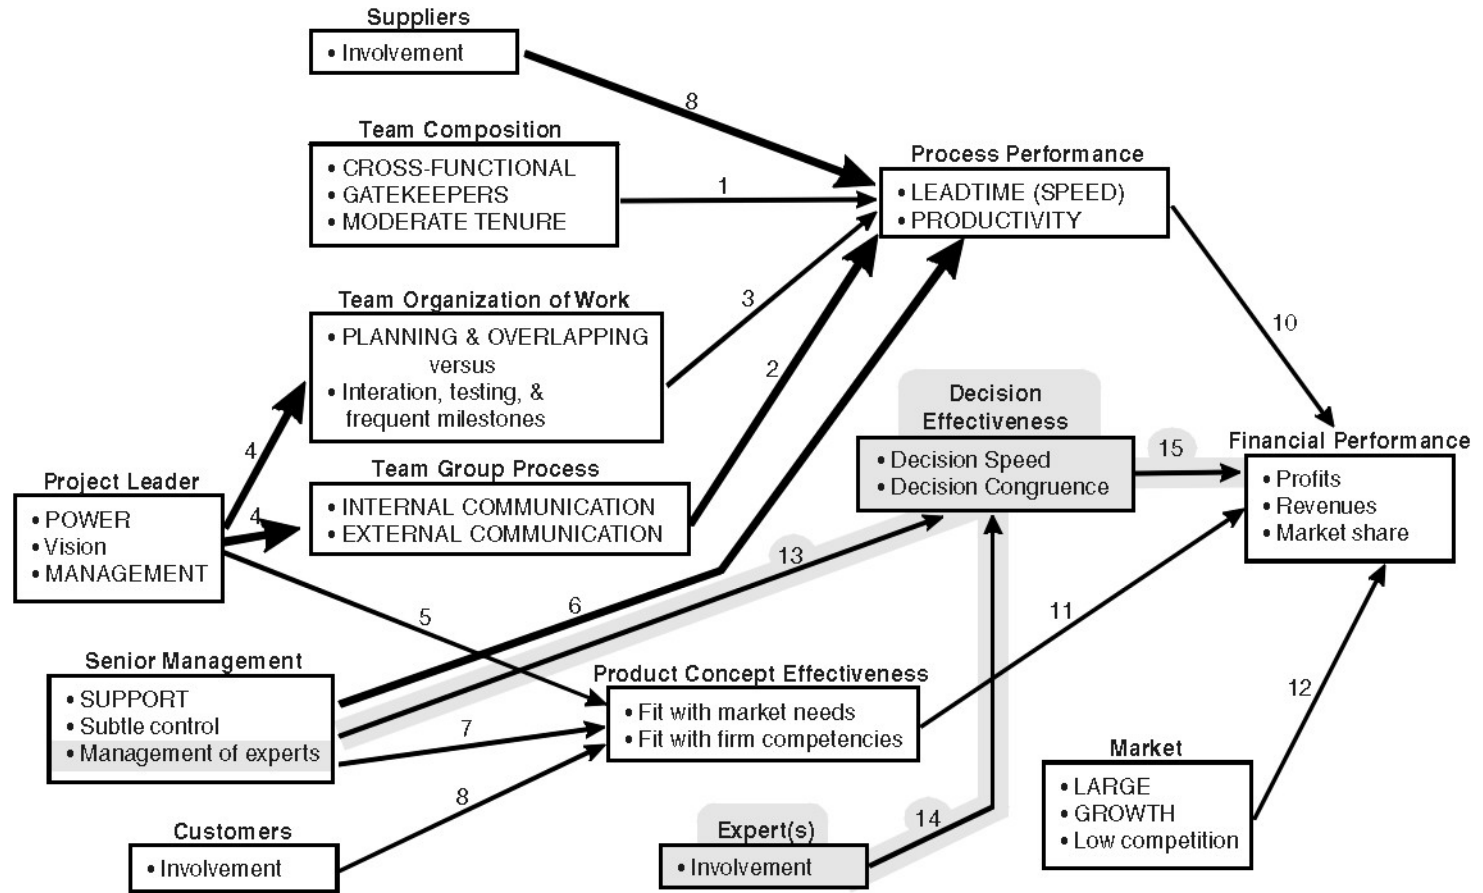 Suppliers
• Involvement
8
Team Composition
• CROSS-FUNCTIONAL
• GATEKEEPERS
• MODERATE TENURE
1
Process Performance
• LEADTIME (SPEED)
• PRODUCTIVITY
Team Organization of Work
• PLANNING & OVERLAPPING
versus
• Interation, testing, &
frequent milestones
3
2
10
Decision
Effectiveness
• Decision Speed
• Decision Congruence
15
Financial Performance
• Profits
• Revenues
• Market share
4
Team Group Process
• INTERNAL COMMUNICATION
• EXTERNAL COMMUNICATION
Project Leader
• POWER
• Vision
• MANAGEMENT
4
13
6
5
11
Senior Management
• SUPPORT
• Subtle control
• Management of experts
7
Product Concept Effectiveness
• Fit with market needs
• Fit with firm competencies
12
Market
• LARGE
• GROWTH
• Low competition
8
Customers
• Involvement
Expert(s)
• Involvement
14